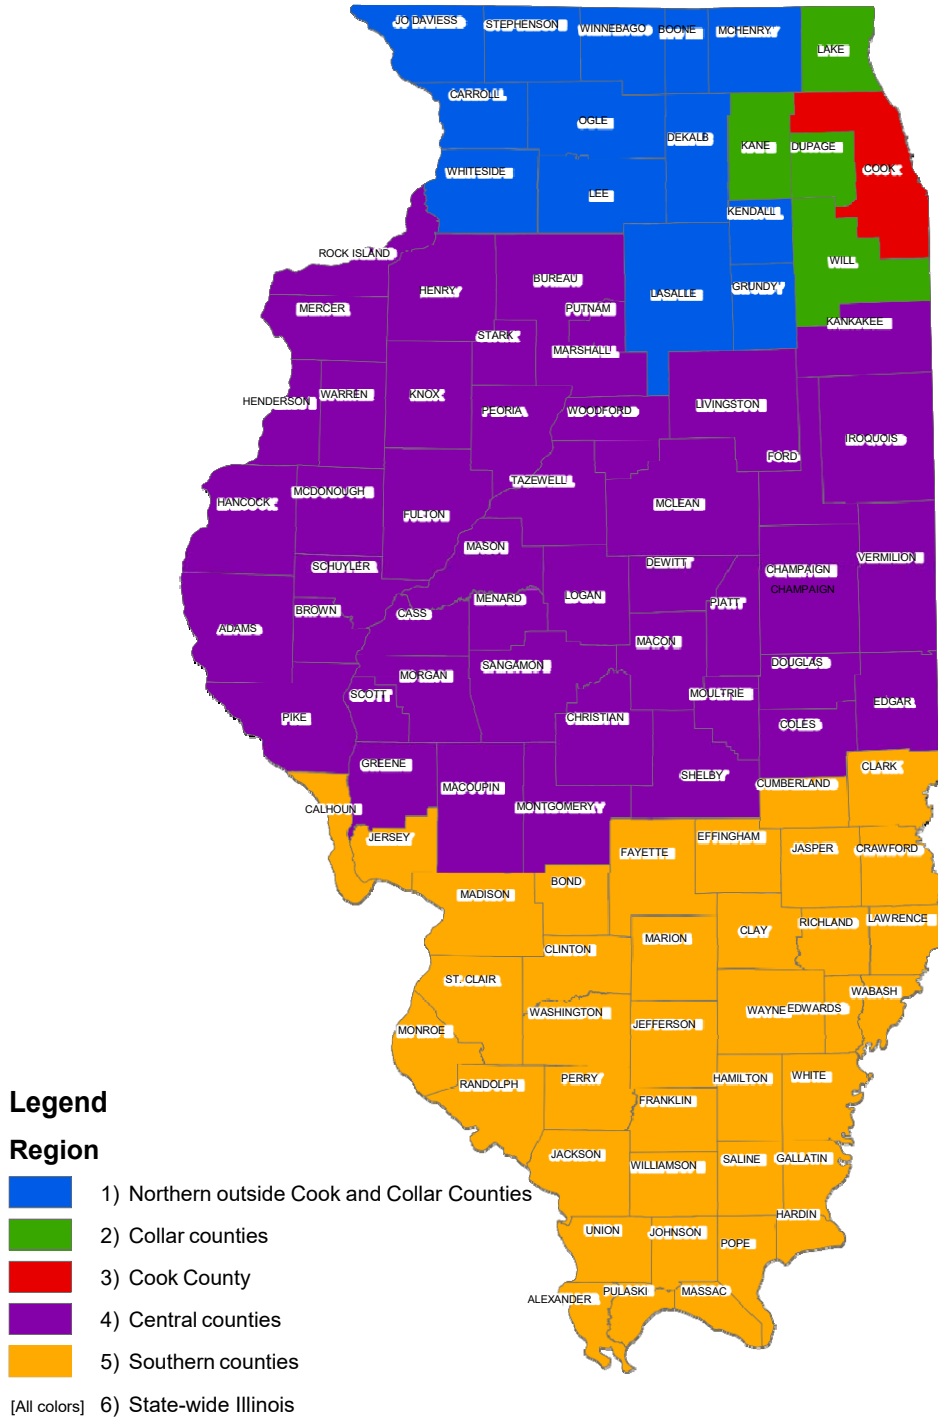 JO DAVIESS STEPHENSON WINNEBAGO BOONE MCHENRY
LAKE
CARROLL
OGLE
DEKALB KANE DUPAGE
COOK
WHITESIDE
LEE
KENDALL
ROCK ISLAND
WILL
HENRY BUREAU LASALLE GRUNDY
MERCER PUTNAM
KANKAKEE
STARK
MARSHALL
HENDERSON WARREN KNOX
PEORIA WOODFORD LIVINGSTON
IROQUOIS
FORD
HANCOCK MCDONOUGH TAZEWELL
FULTON MCLEAN
MASON
SCHUYLER DEWITT CHAMPAIGN VERMILION
CHAMPAIGN
BROWN CASS MENARD LOGAN PIATT
ADAMS MACON
MORGAN SANGAMON DOUGLAS
SCOTT MOULTRIE EDGAR
PIKE CHRISTIAN COLES
GREENE SHELBY CLARK
MACOUPIN CUMBERLAND
CALHOUN MONTGOMERY
JERSEY FAYETTE EFFINGHAM JASPER CRAWFORD
MADISON BOND
CLAY RICHLAND LAWRENCE
CLINTON MARION
ST. CLAIR WABASH
MONROE WASHINGTON JEFFERSON WAYNE EDWARDS
RANDOLPH PERRY HAMILTON WHITE
FRANKLIN
JACKSON WILLIAMSON SALINE GALLATIN
UNION JOHNSON POPE HARDIN
ALEXANDER PULASKI MASSAC
Legend
Region
1) Northern outside Cook and Collar Counties
2) Collar counties
3) Cook County
4) Central counties
5) Southern counties
[All colors] 6) State-wide Illinois